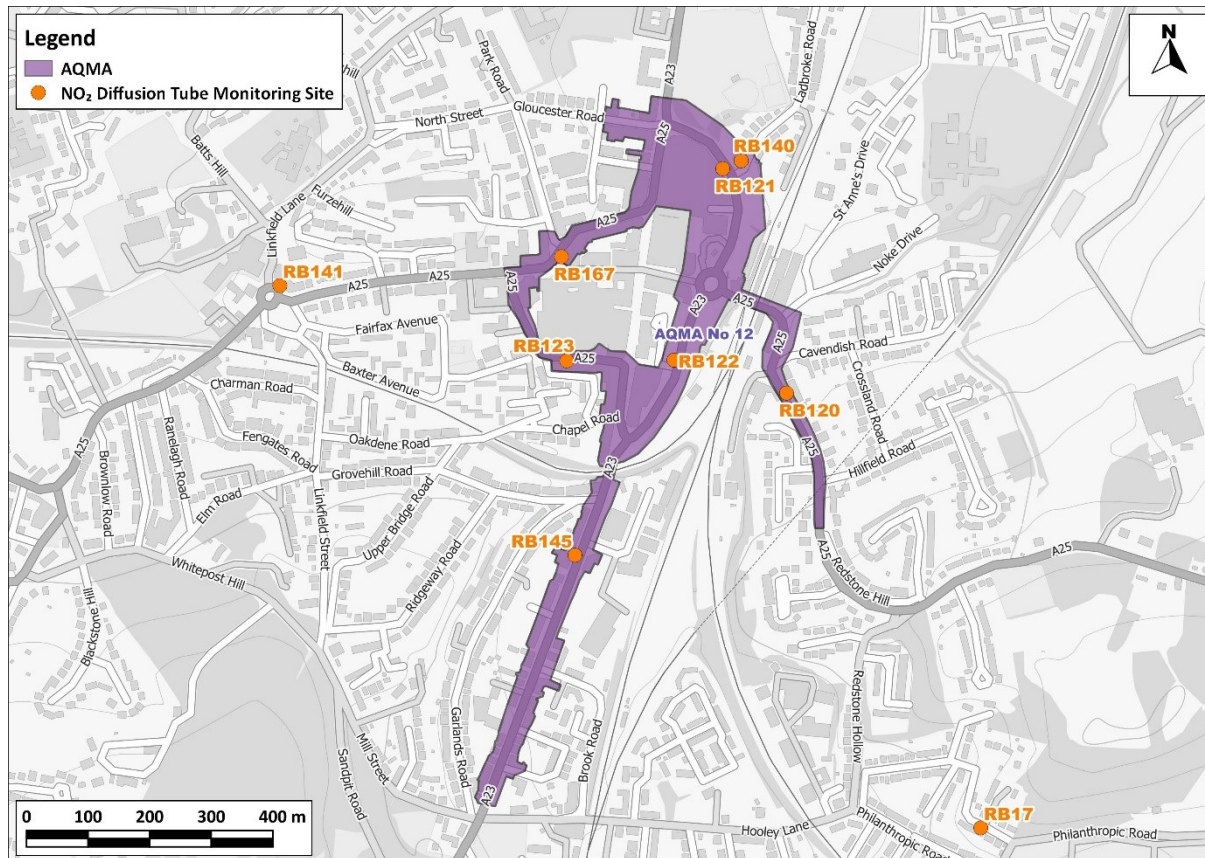 Legend
AQMA
NO₂ Diffusion Tube Monitoring Site
N
A23
Park Road
Ladbroke Road
Gloucester Road
North Street
A25
A25
Batts Hill
Furzehill
Linkfield Lane
RB140
RB121
St Anne's Drive
Noke Drive
A25
RB167
RB141
A25
A25
A25
A23
A25
Fairfax Avenue
AQMA No 12
A25
Cavendish Road
RB123
A25
RB122
Baxter Avenue
Charman Road
Crossland Road
RB120
Chapel Road
A25
Ranelagh Road
Fengates Road
Oakdene Road
Hillfield Road
A25
Brownlow Road
Grovehill Road
A23
Elm Road
Linkfield Street
Upper Bridge Road
RB145
A25
Redstone Hill
A25
Whitepost Hill
Ridgeway Road
Blackstone Hill
Redstone Hollow
Garlands Road
Brook Road
Mill Street
Sandpit Road
A23
Hooley Lane
Philanthropic Road
RB17
Philanthropic Road
0 100 200 300 400 m